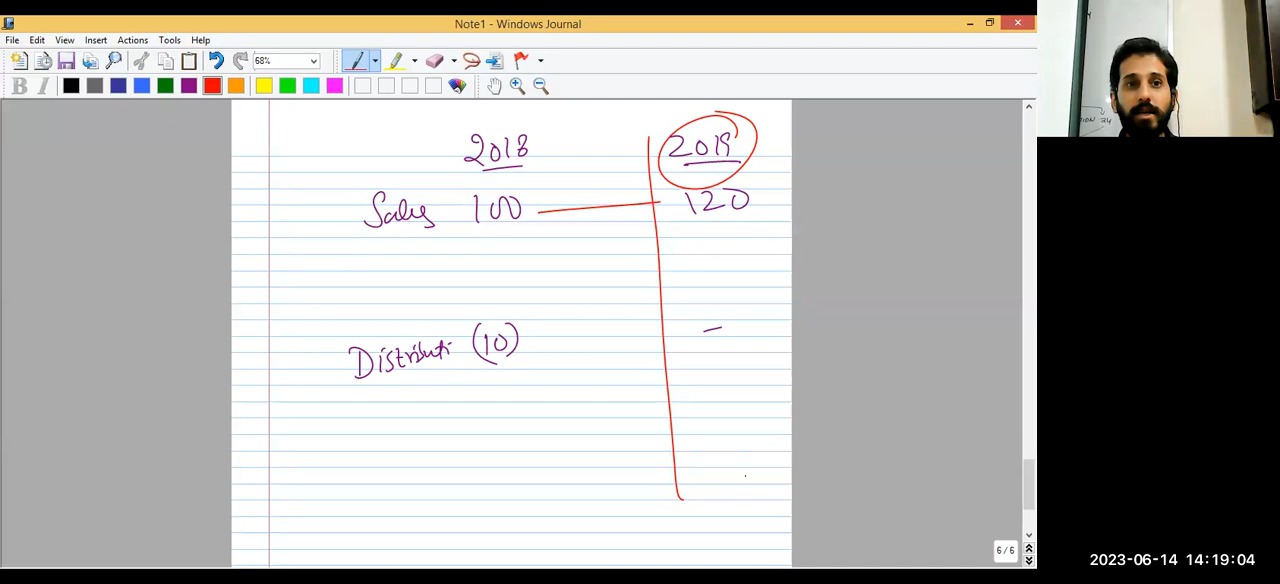 Note1 - Windows Journal
File Edit View Insert Actions Tools Help
68%
B I
2018 2019
Sales 100 120
Distributi (10) –
6 / 6
2023-06-14 14:19:04